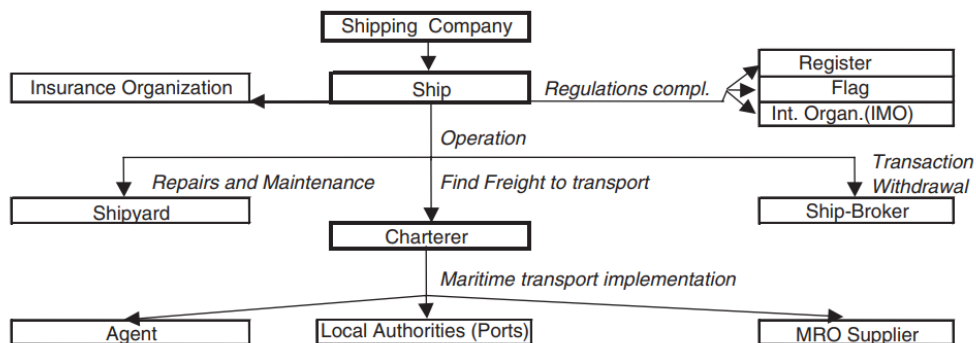 Shipping Company
Insurance Organization
Ship
Regulations compl.
Register
Flag
Int. Organ.(IMO)
Operation
Repairs and Maintenance
Find Freight to transport
Transaction
Withdrawal
Shipyard
Ship-Broker
Charterer
Maritime transport implementation
Agent
Local Authorities (Ports)
MRO Supplier